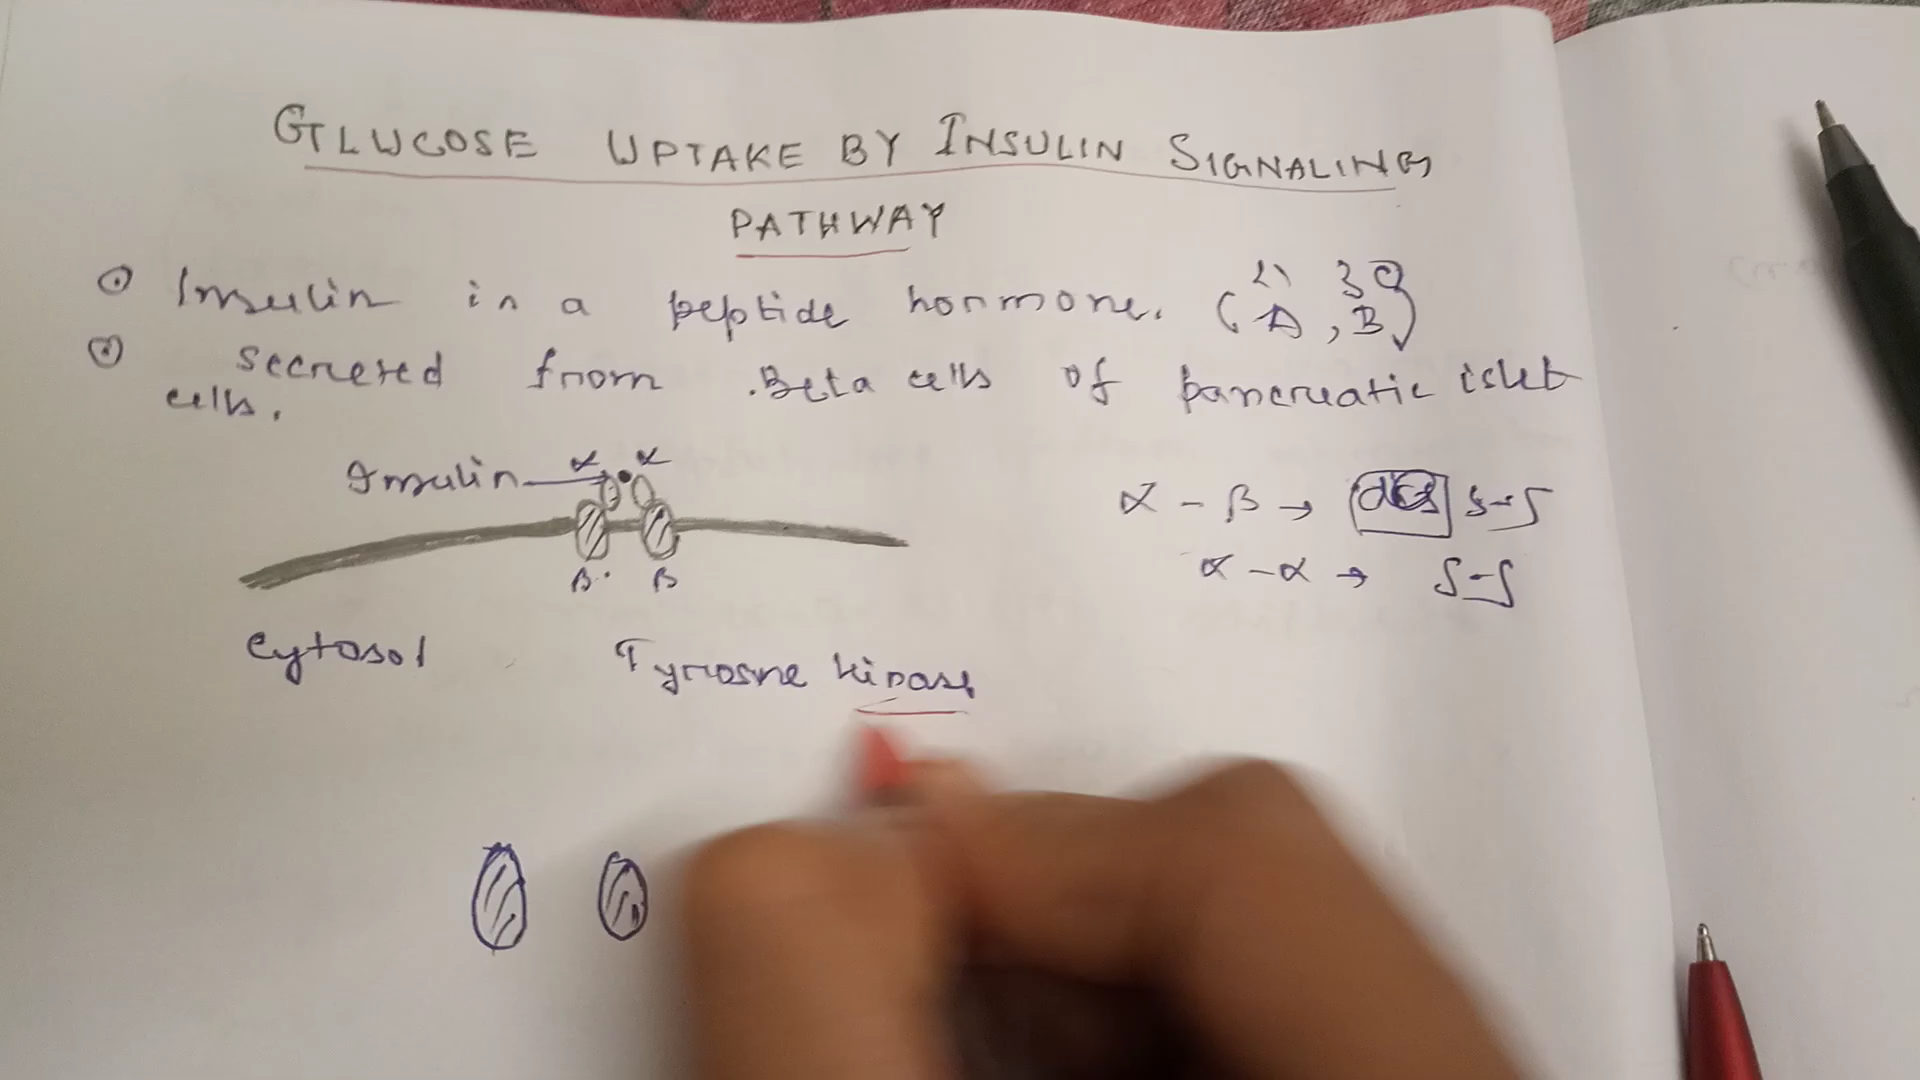 GLUCOSE UPTAKE BY INSULIN SIGNALING
PATHWAY
Insulin is a peptide hormone. (A, B)
21 30
secreted from Beta cells of pancreatic islet
cells.
Insulin α α
β β
α - β → S-S
α - α → S-S
Cytosol
Tyrosine kinase